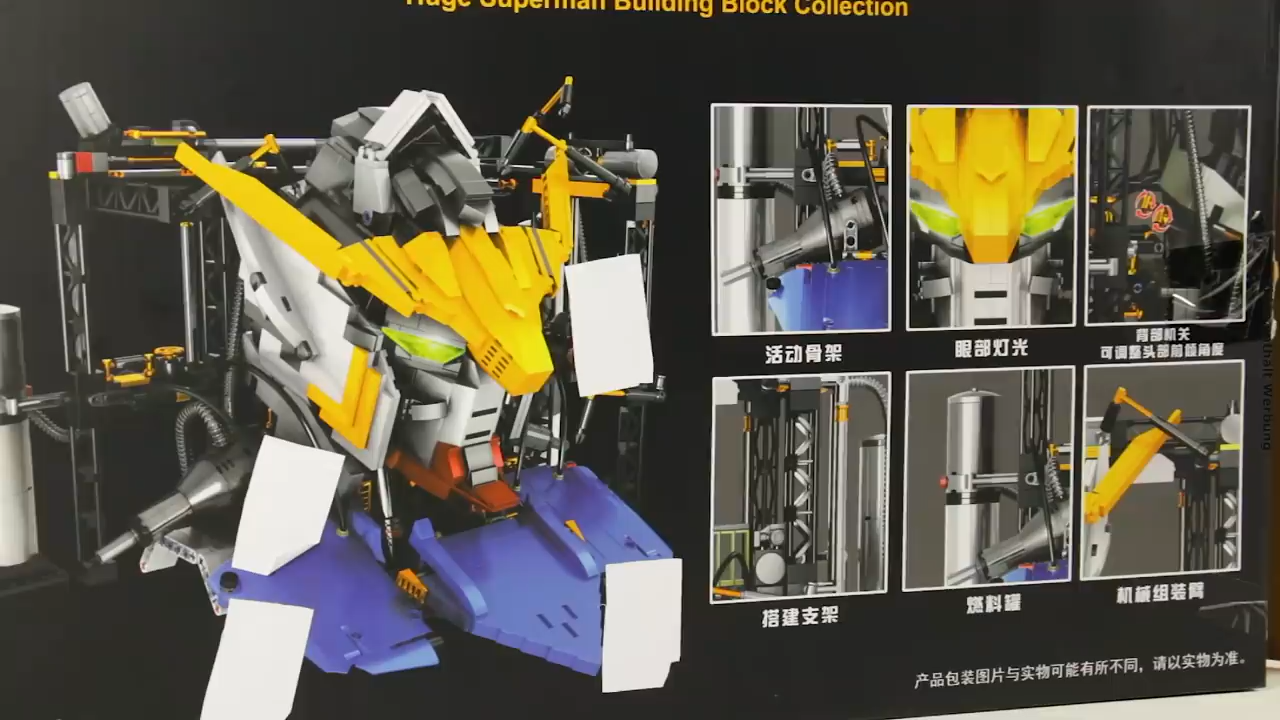 Huge Superman Building Block Collection
活动骨架
眼部灯光
背部机关
可调整头部前倾角度
搭建支架
燃料罐
机械组装臂
产品包装图片与实物可能有所不同，请以实物为准。
thält Werbung